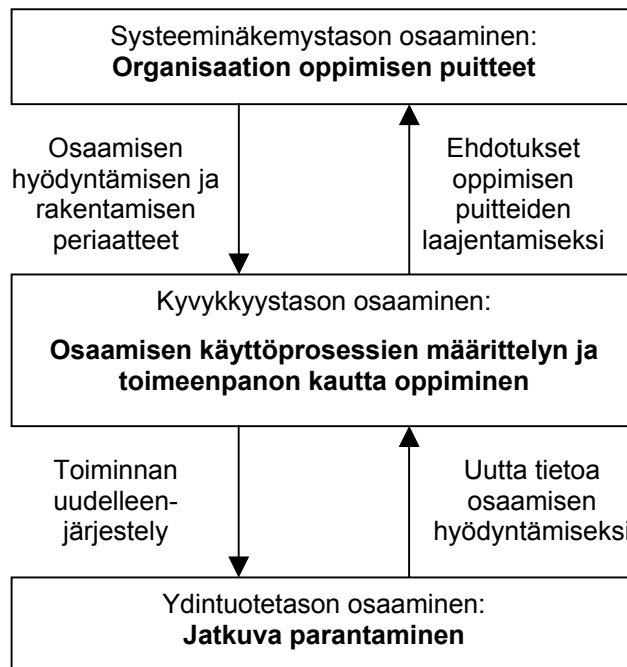 Systeeminäkemystason osaaminen:
Organisaation oppimisen puitteet
Osaamisen
hyödyntämisen ja
rakentamisen
periaatteet
Ehdotukset
oppimisen
puitteiden
laajentamiseksi
Kyvykkyystason osaaminen:
Osaamisen käyttöprosessien määrittelyn ja
toimeenpanon kautta oppiminen
Toiminnan
uudelleen-
järjestely
Uutta tietoa
osaamisen
hyödyntämiseksi
Ydintuotetason osaaminen:
Jatkuva parantaminen